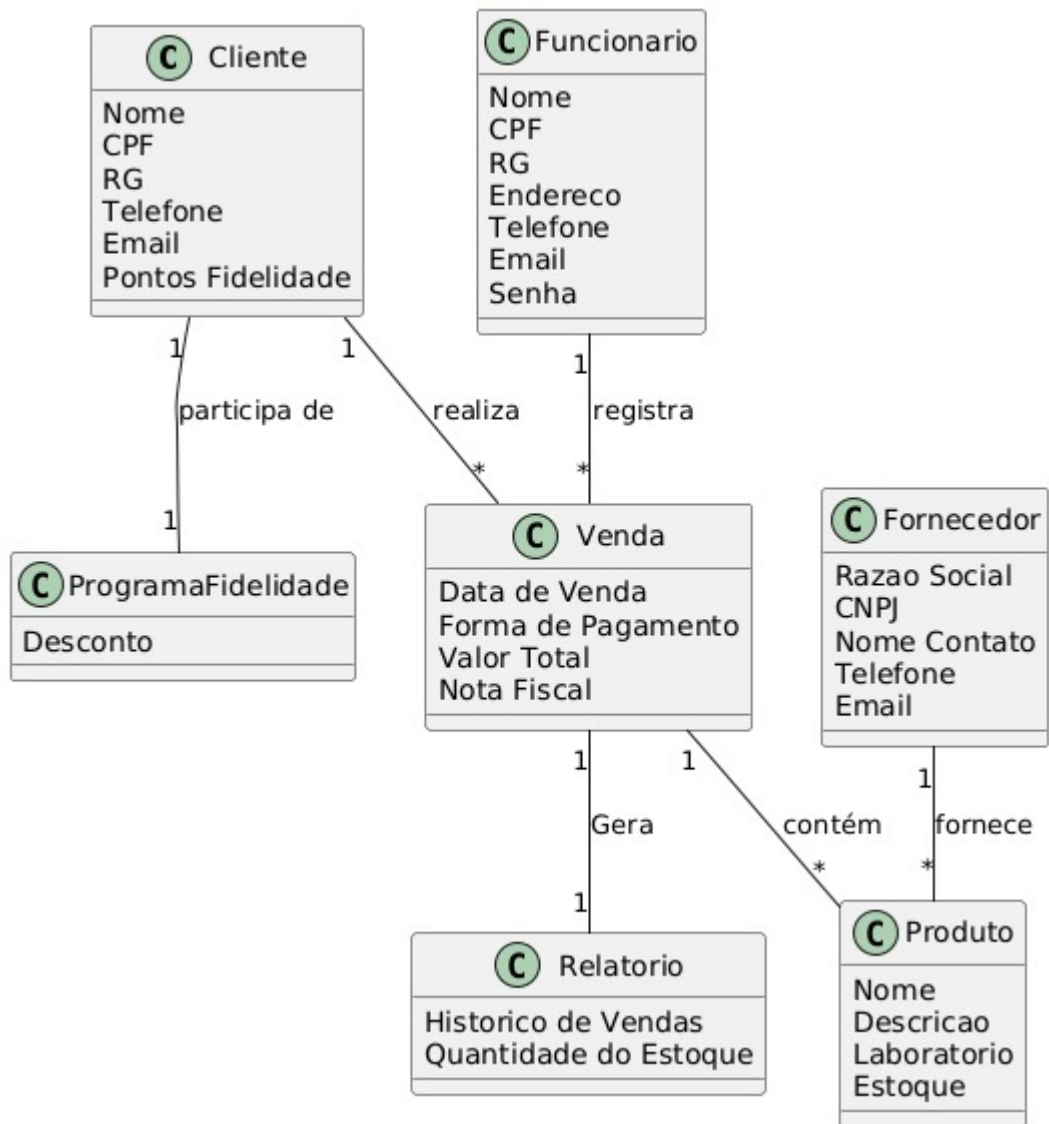 C Cliente
Nome
CPF
RG
Telefone
Email
Pontos Fidelidade
C Funcionario
Nome
CPF
RG
Endereco
Telefone
Email
Senha
1
1
1
participa de
realiza
registra
*
*
1
C ProgramaFidelidade
Desconto
C Venda
Data de Venda
Forma de Pagamento
Valor Total
Nota Fiscal
C Fornecedor
Razao Social
CNPJ
Nome Contato
Telefone
Email
1
1
1
Gera
contém
fornece
*
*
1
C Relatorio
Historico de Vendas
Quantidade do Estoque
C Produto
Nome
Descricao
Laboratorio
Estoque